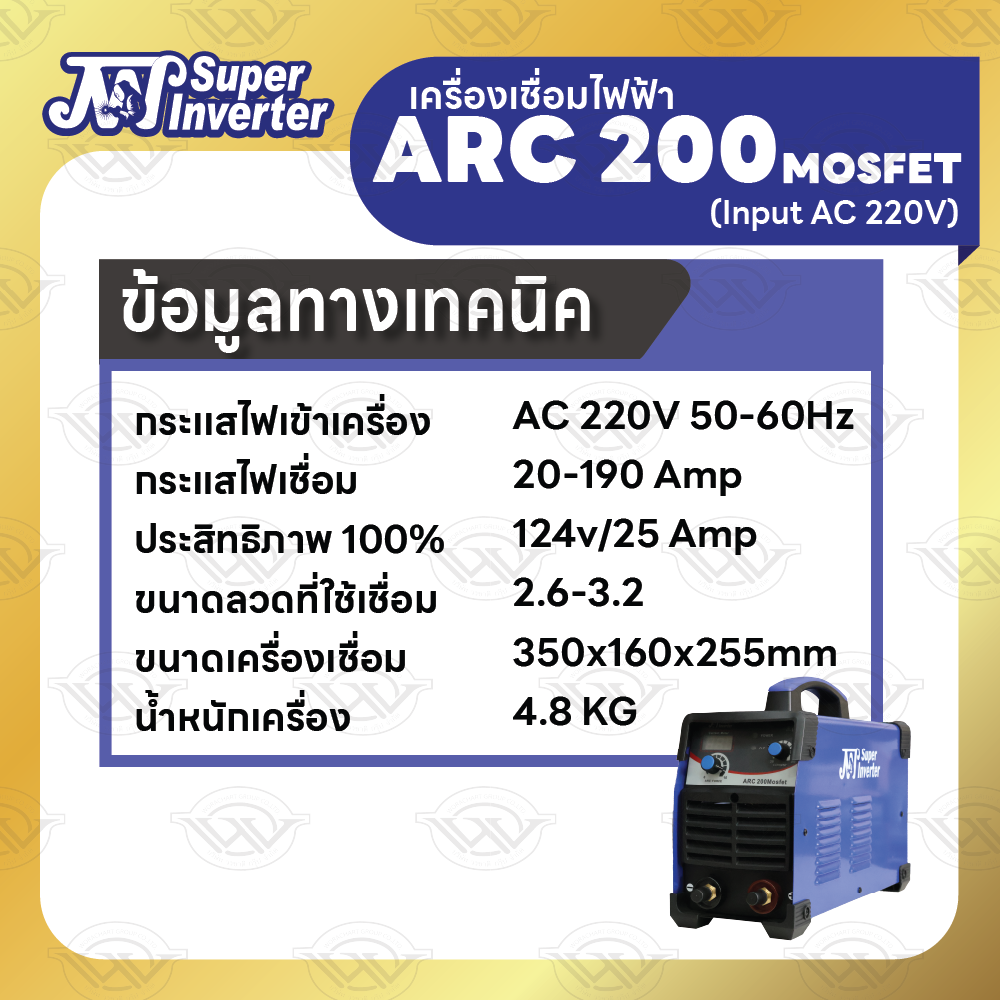 JW Super
Inverter
เครื่องเชื่อมไฟฟ้า
ARC 200 MOSFET
(Input AC 220V)
ข้อมูลทางเทคนิค
กระแสไฟเข้าเครื่อง AC 220V 50-60Hz
กระแสไฟเชื่อม 20-190 Amp
ประสิทธิภาพ 100% 124v/25 Amp
ขนาดลวดที่ใช้เชื่อม 2.6-3.2
ขนาดเครื่องเชื่อม 350x160x255mm
น้ำหนักเครื่อง 4.8 KG
JW Super
Inverter
ARC 200Mosfet